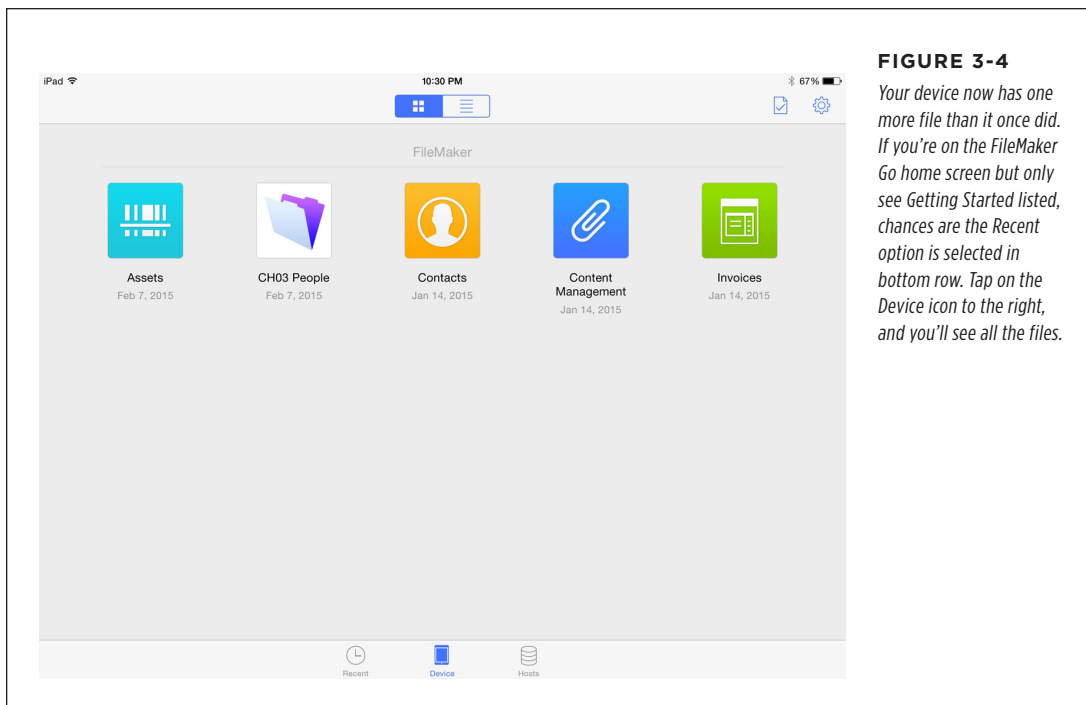 iPad
10:30 PM
67%
FileMaker
Assets
Feb 7, 2015
CH03 People
Feb 7, 2015
Contacts
Jan 14, 2015
Content
Management
Jan 14, 2015
Invoices
Jan 14, 2015
Recent
Device
Hosts
FIGURE 3-4
Your device now has one
more file than it once did.
If you’re on the FileMaker
Go home screen but only
see Getting Started listed,
chances are the Recent
option is selected in
bottom row. Tap on the
Device icon to the right,
and you’ll see all the files.